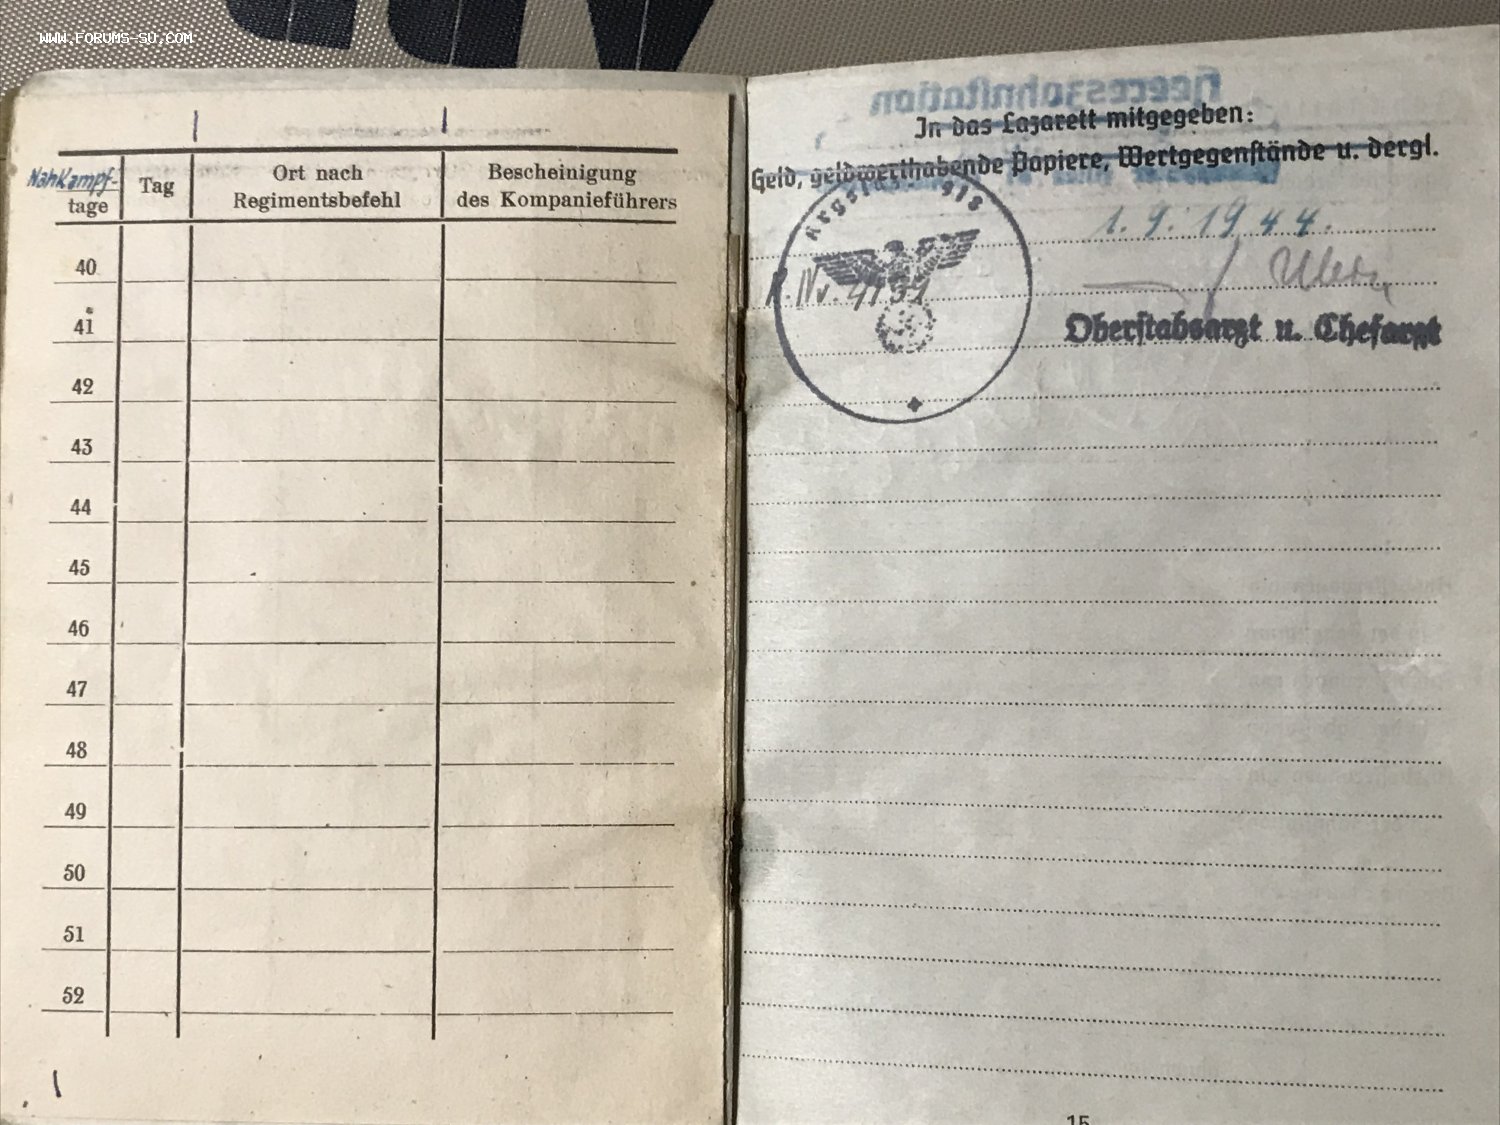 WWW.FORUMS-SU.COM
Nahkampf-
tage
Tag
Ort nach
Regimentsbefehl
Bescheinigung
des Kompanieführers
40
41
42
43
44
45
46
47
48
49
50
51
52
Heereszahnstation
In das Lazarett mitgegeben:
Geld, geldwerthabende Papiere, Wertgegenstände u. dergl.
1. 9. 1944.
Oberstabsarzt u. Chefarzt
15